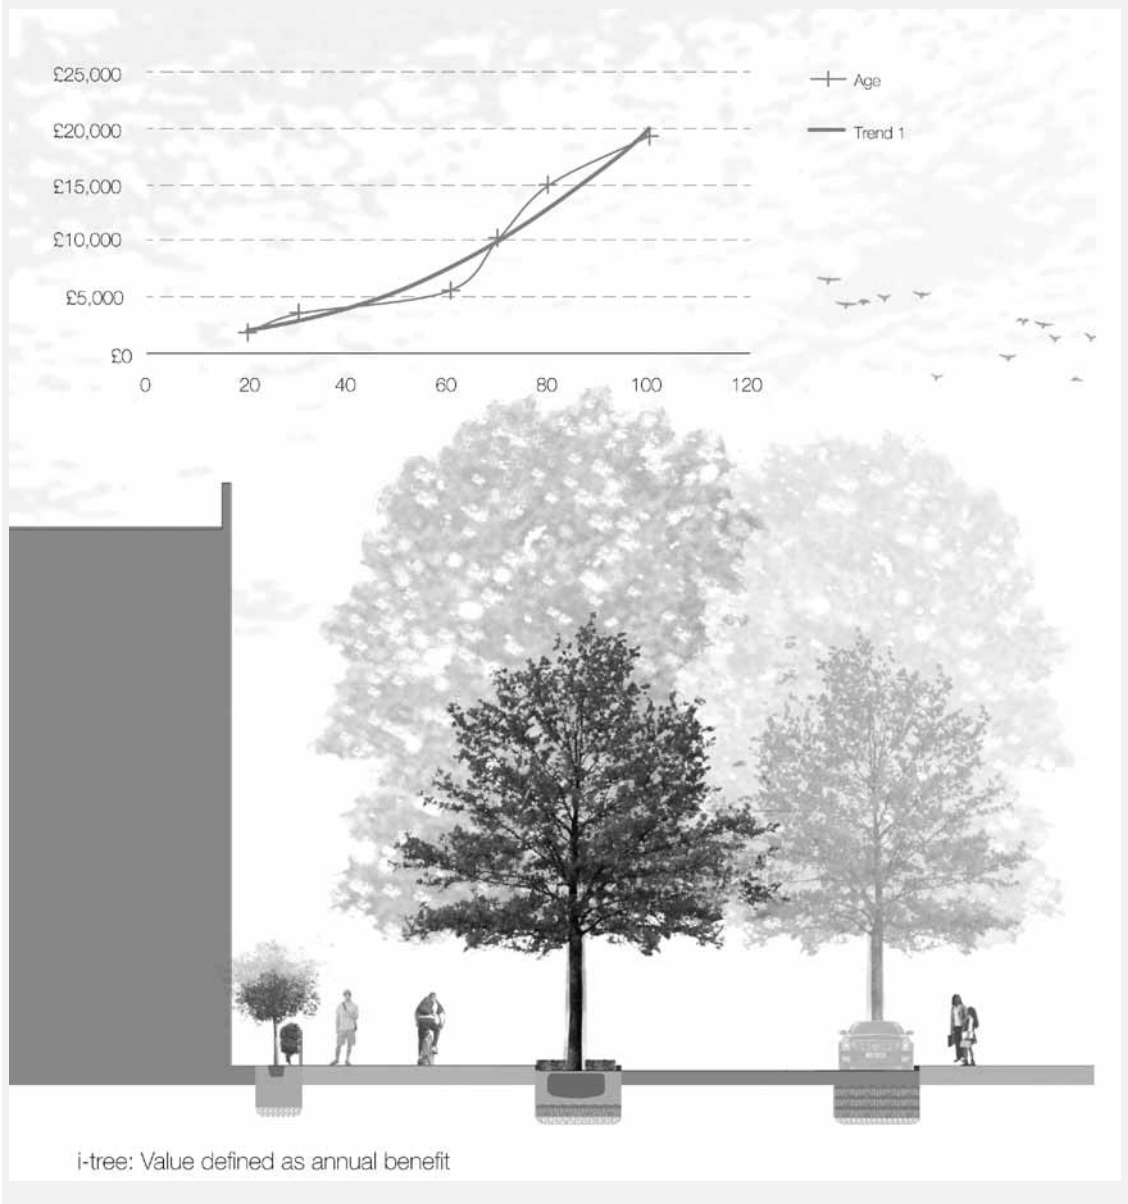 £25,000
£20,000
£15,000
£10,000
£5,000
£0
0 20 40 60 80 100 120
Age
Trend 1
i-tree: Value defined as annual benefit